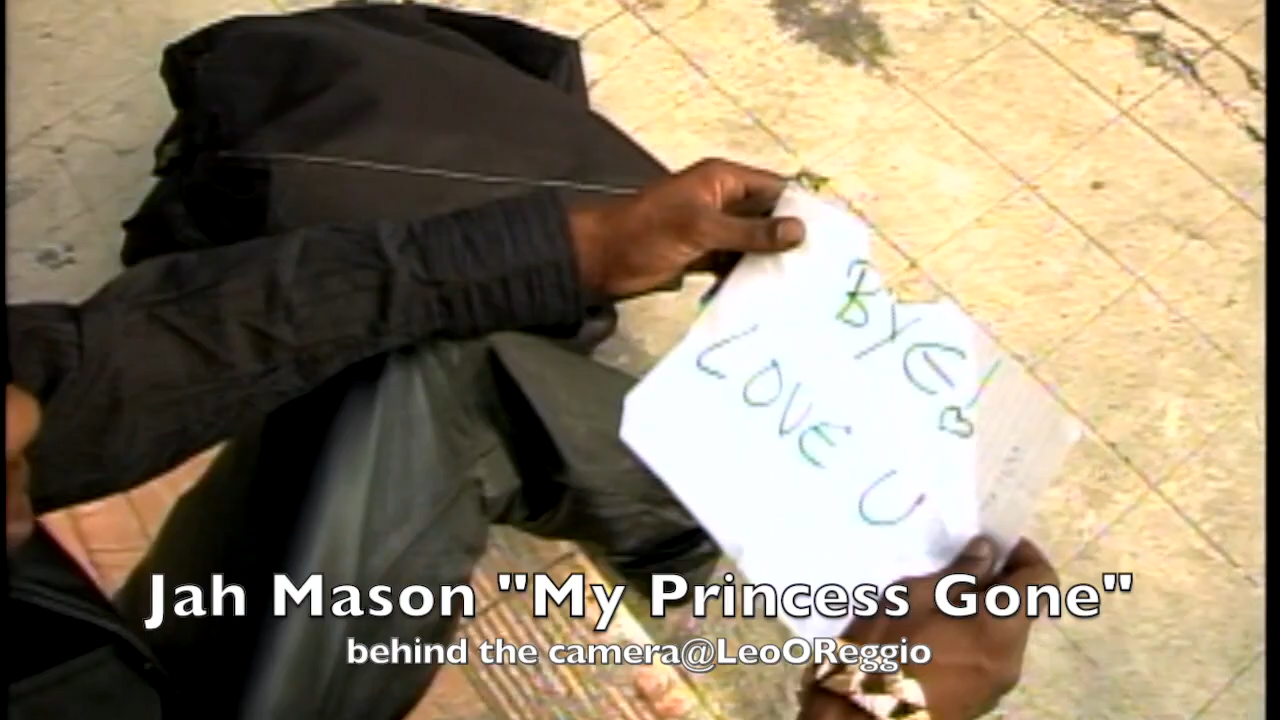 BYE!
LOVE U
Jah Mason "My Princess Gone"
behind the camera@LeoOReggio